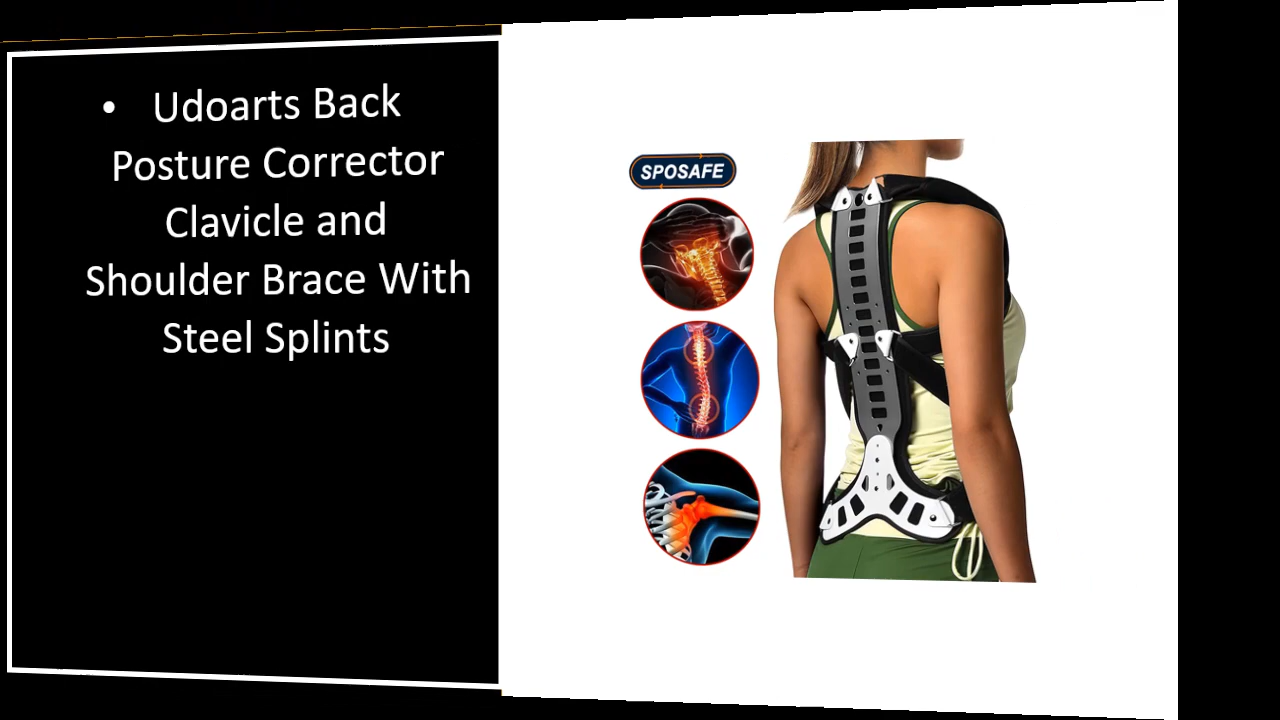 • Udoarts Back
Posture Corrector
Clavicle and
Shoulder Brace With
Steel Splints
SPOSAFE